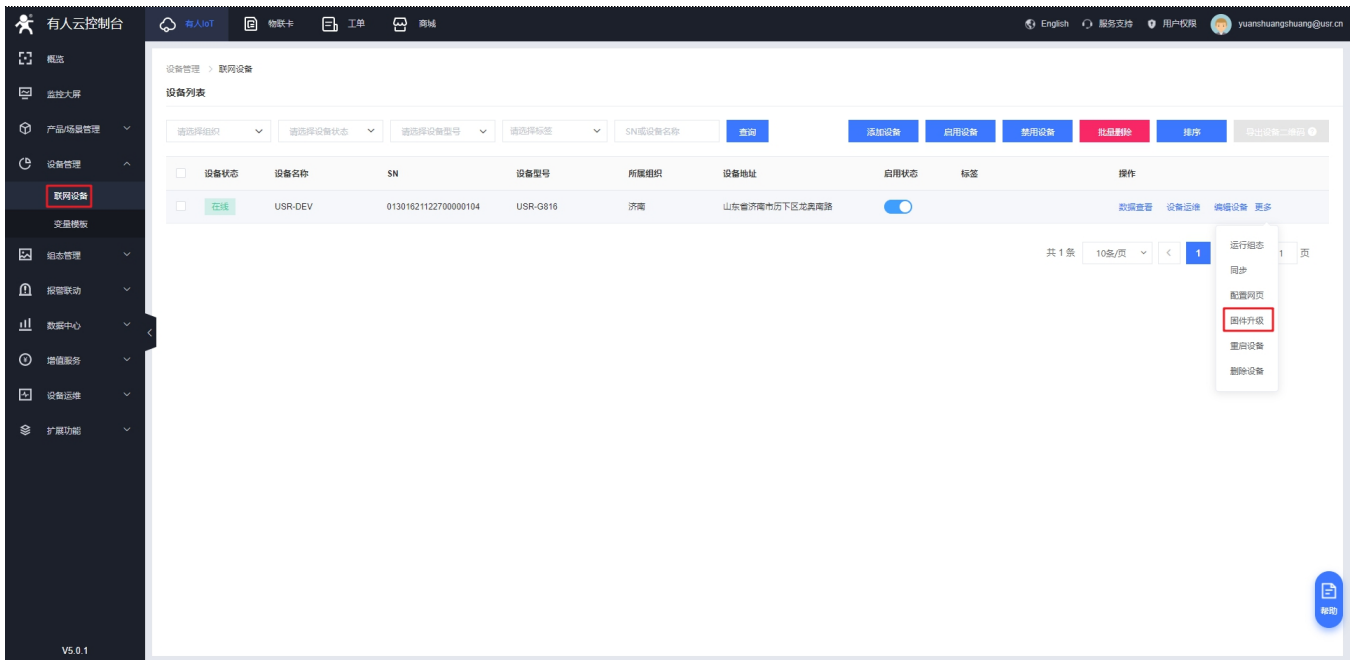 有人云控制台 有人IoT 物联卡 工单 商城 English 服务支持 用户权限 yuanshuangshuang@usr.cn
概览
监控大屏
产品/场景管理
设备管理
联网设备
变量模板
组态管理
报警联动
数据中心
增值服务
设备运维
扩展功能
V5.0.1
设备管理 > 联网设备
设备列表
请选择组织 请选择设备状态 请选择设备型号 请选择标签 SN或设备名称 查询 添加设备 启用设备 禁用设备 批量删除 排序 导出设备二维码
设备状态 设备名称 SN 设备型号 所属组织 设备地址 启用状态 标签 操作
在线 USR-DEV 01301621122700000104 USR-G816 济南 山东省济南市历下区龙奥南路 数据查看 设备运维 编辑设备 更多
共 1 条 10条/页 < 1 1 页
运行组态
同步
配置网页
固件升级
重启设备
删除设备
帮助